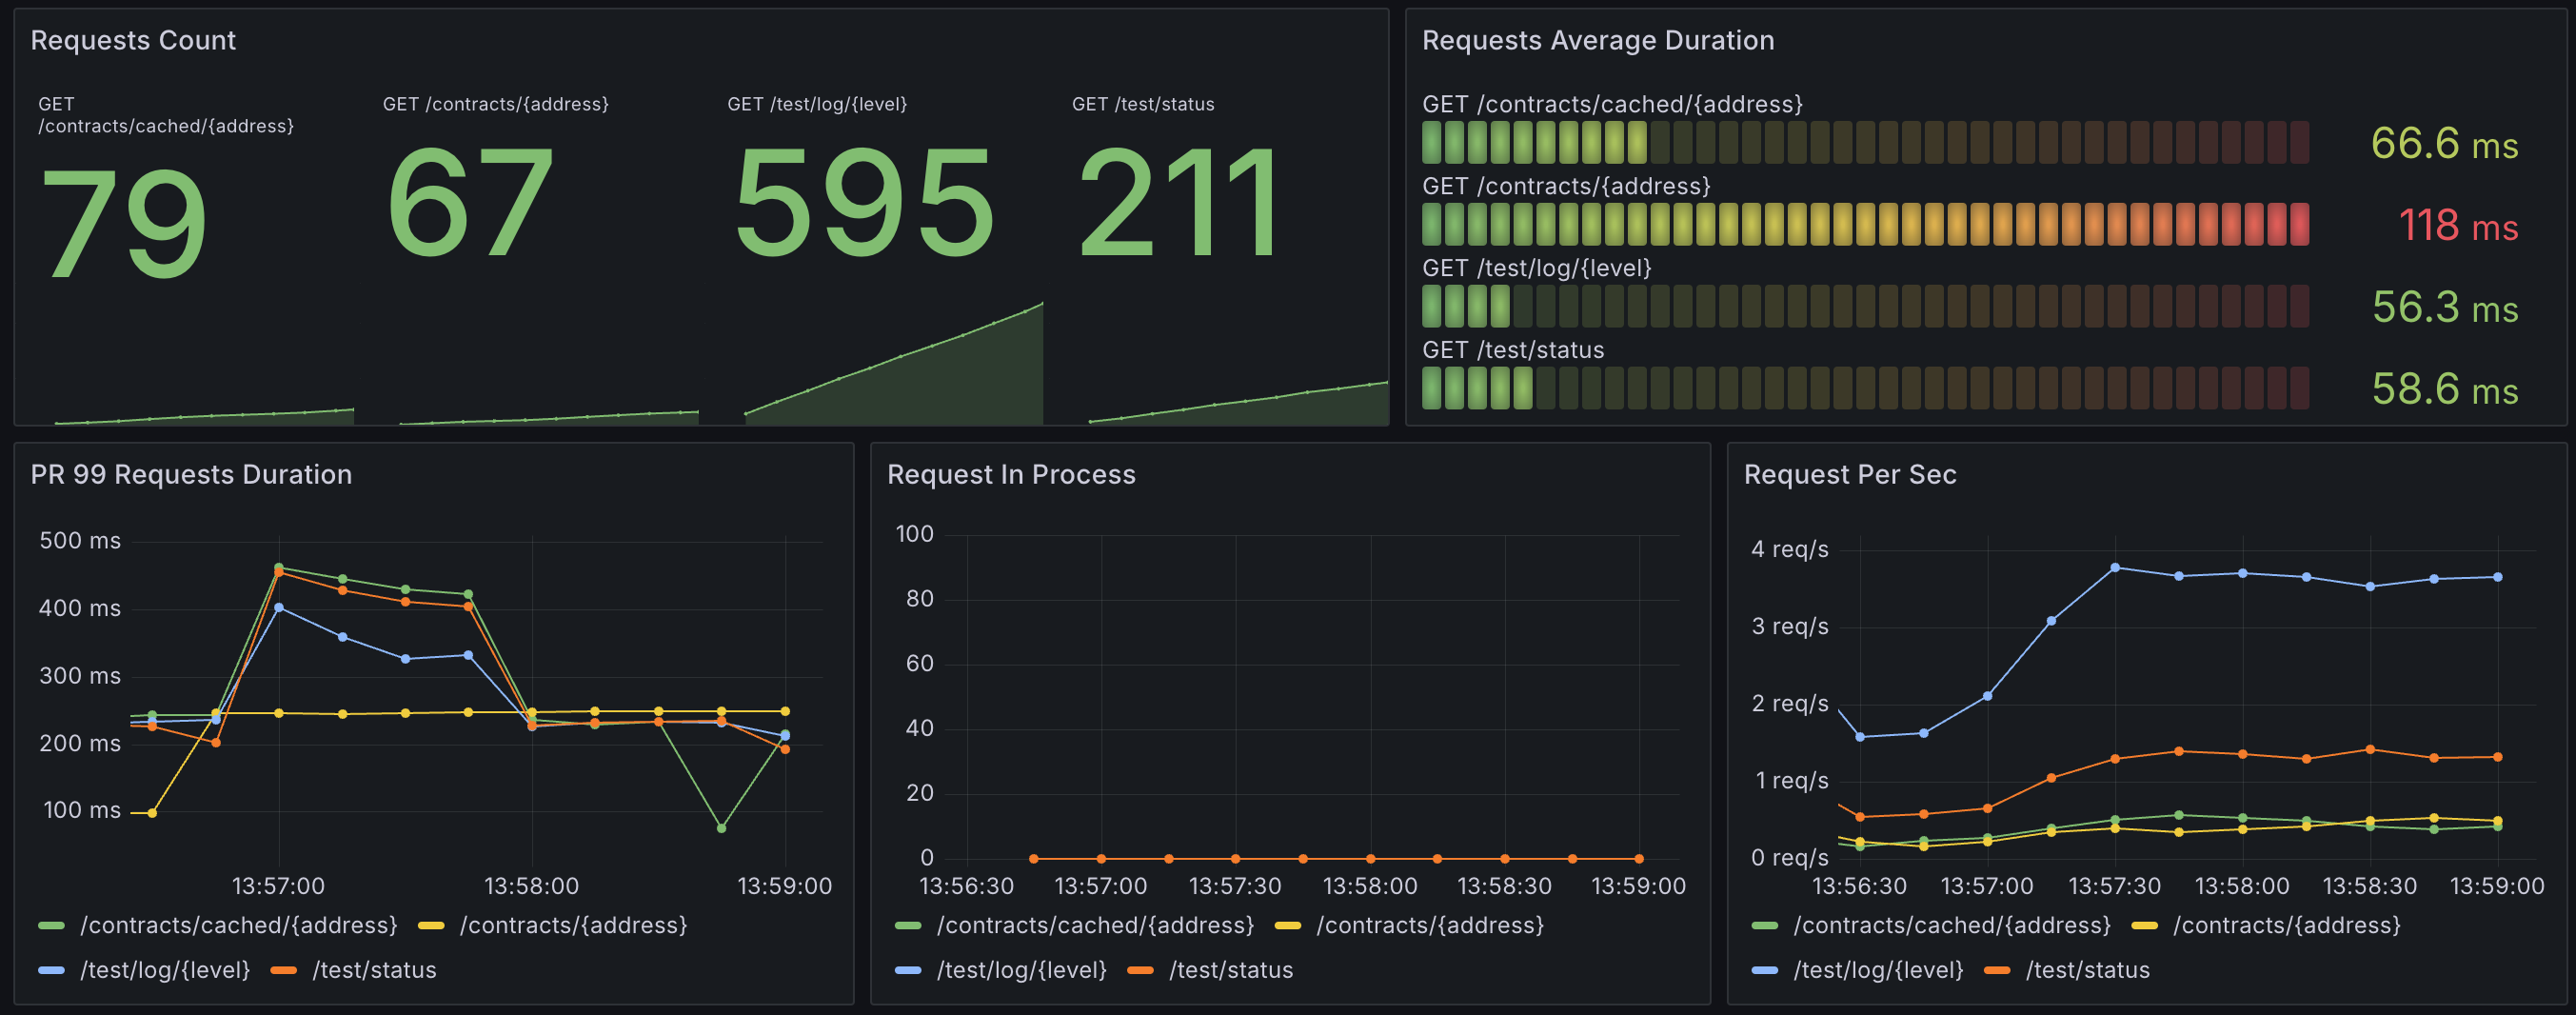 Requests Count
GET
/contracts/cached/{address}
79
GET /contracts/{address}
67
GET /test/log/{level}
595
GET /test/status
211
Requests Average Duration
GET /contracts/cached/{address}
66.6 ms
GET /contracts/{address}
118 ms
GET /test/log/{level}
56.3 ms
GET /test/status
58.6 ms
PR 99 Requests Duration
500 ms
400 ms
300 ms
200 ms
100 ms
13:57:00 13:58:00 13:59:00
/contracts/cached/{address} /contracts/{address}
/test/log/{level} /test/status
Request In Process
100
80
60
40
20
0
13:56:30 13:57:00 13:57:30 13:58:00 13:58:30 13:59:00
/contracts/cached/{address} /contracts/{address}
/test/log/{level} /test/status
Request Per Sec
4 req/s
3 req/s
2 req/s
1 req/s
0 req/s
13:56:30 13:57:00 13:57:30 13:58:00 13:58:30 13:59:00
/contracts/cached/{address} /contracts/{address}
/test/log/{level} /test/status